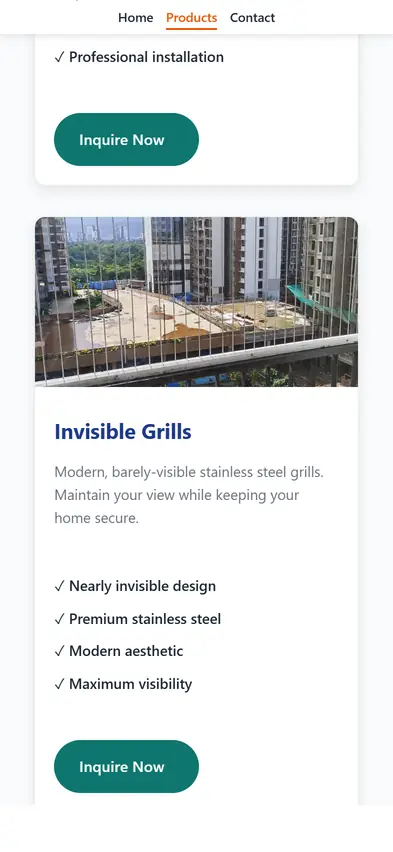 Home Products Contact
✓ Professional installation
Inquire Now
Invisible Grills
Modern, barely-visible stainless steel grills.
Maintain your view while keeping your
home secure.
✓ Nearly invisible design
✓ Premium stainless steel
✓ Modern aesthetic
✓ Maximum visibility
Inquire Now